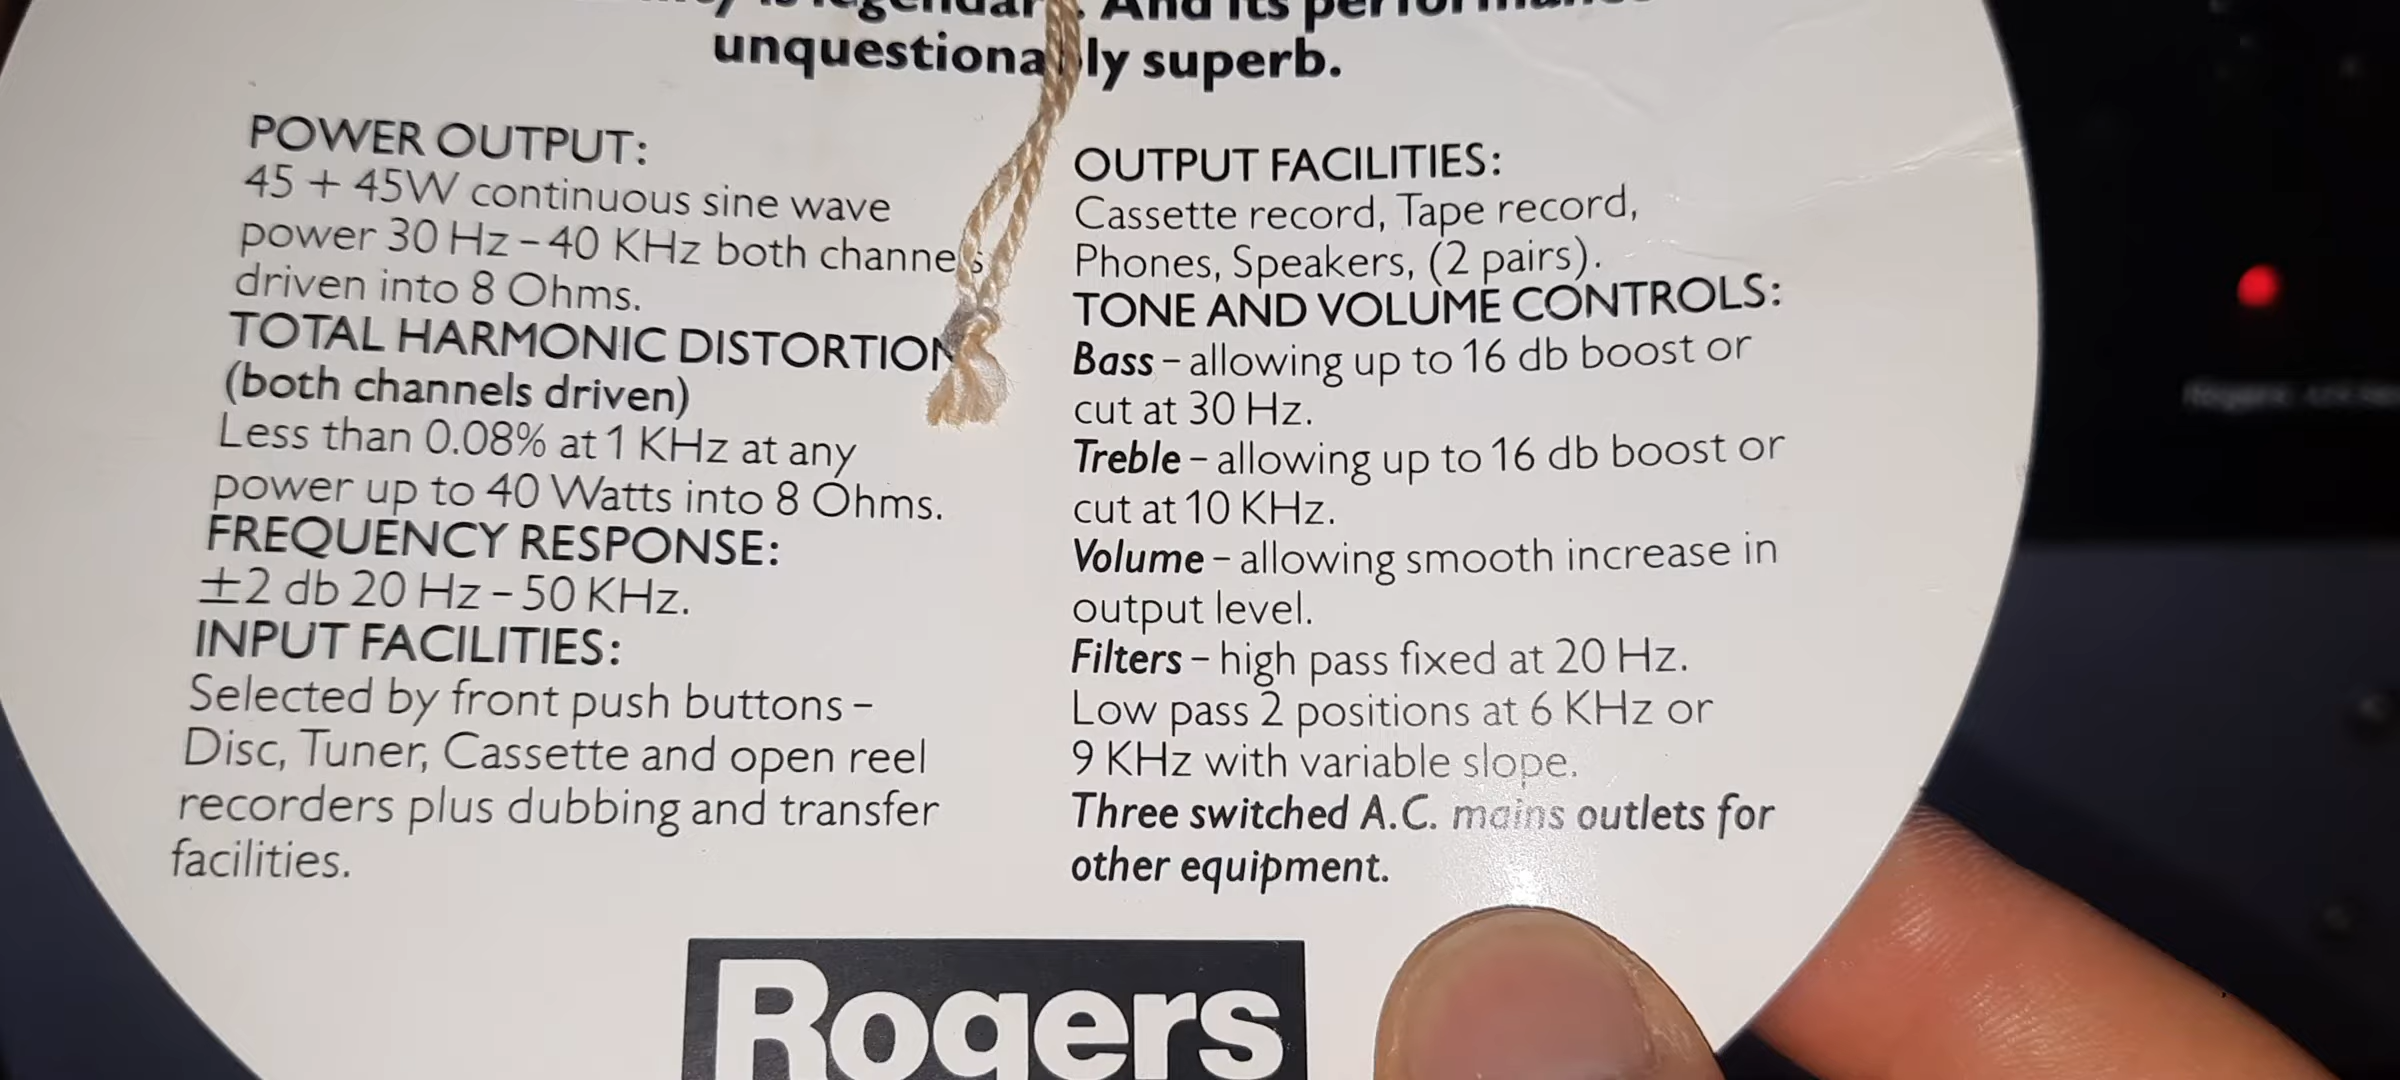 is legendary. And its
unquestionably superb.
POWER OUTPUT:
45 + 45W continuous sine wave
power 30 Hz – 40 KHz both channels
driven into 8 Ohms.
TOTAL HARMONIC DISTORTION
(both channels driven)
Less than 0.08% at 1 KHz at any
power up to 40 Watts into 8 Ohms.
FREQUENCY RESPONSE:
±2 db 20 Hz – 50 KHz.
INPUT FACILITIES:
Selected by front push buttons –
Disc, Tuner, Cassette and open reel
recorders plus dubbing and transfer
facilities.
OUTPUT FACILITIES:
Cassette record, Tape record,
Phones, Speakers, (2 pairs).
TONE AND VOLUME CONTROLS:
Bass – allowing up to 16 db boost or
cut at 30 Hz.
Treble – allowing up to 16 db boost or
cut at 10 KHz.
Volume – allowing smooth increase in
output level.
Filters – high pass fixed at 20 Hz.
Low pass 2 positions at 6 KHz or
9 KHz with variable slope.
Three switched A.C. mains outlets for
other equipment.
Rogers